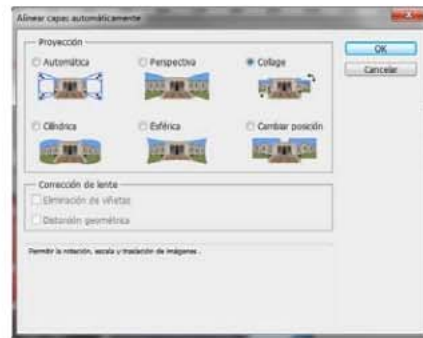 Alinear capas automáticamente
Proyección
Automática
Perspectiva
Collage
OK
Cancelar
Cilíndrica
Esférica
Cambiar posición
Corrección de lente
Eliminación de viñetas
Distorsión geométrica
Permitir la rotación, escala y traslación de imágenes .